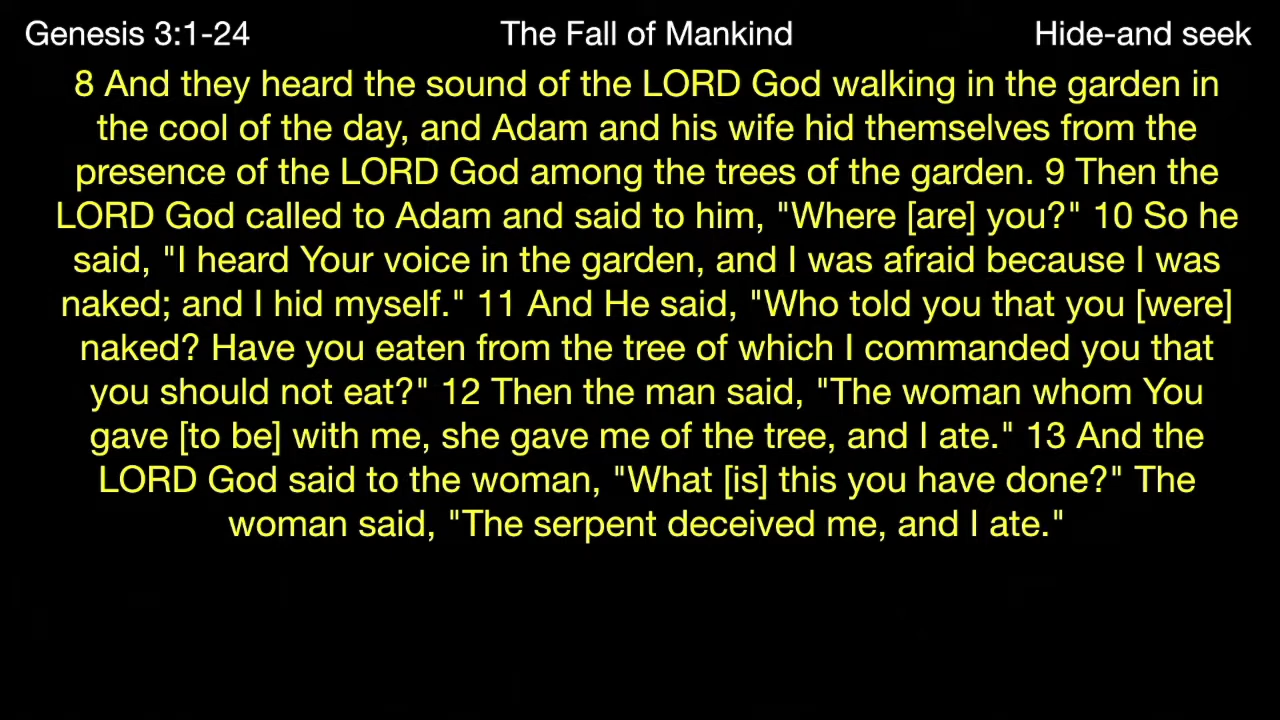 Genesis 3:1-24 The Fall of Mankind Hide-and seek
8 And they heard the sound of the LORD God walking in the garden in
the cool of the day, and Adam and his wife hid themselves from the
presence of the LORD God among the trees of the garden. 9 Then the
LORD God called to Adam and said to him, "Where [are] you?" 10 So he
said, "I heard Your voice in the garden, and I was afraid because I was
naked; and I hid myself." 11 And He said, "Who told you that you [were]
naked? Have you eaten from the tree of which I commanded you that
you should not eat?" 12 Then the man said, "The woman whom You
gave [to be] with me, she gave me of the tree, and I ate." 13 And the
LORD God said to the woman, "What [is] this you have done?" The
woman said, "The serpent deceived me, and I ate."